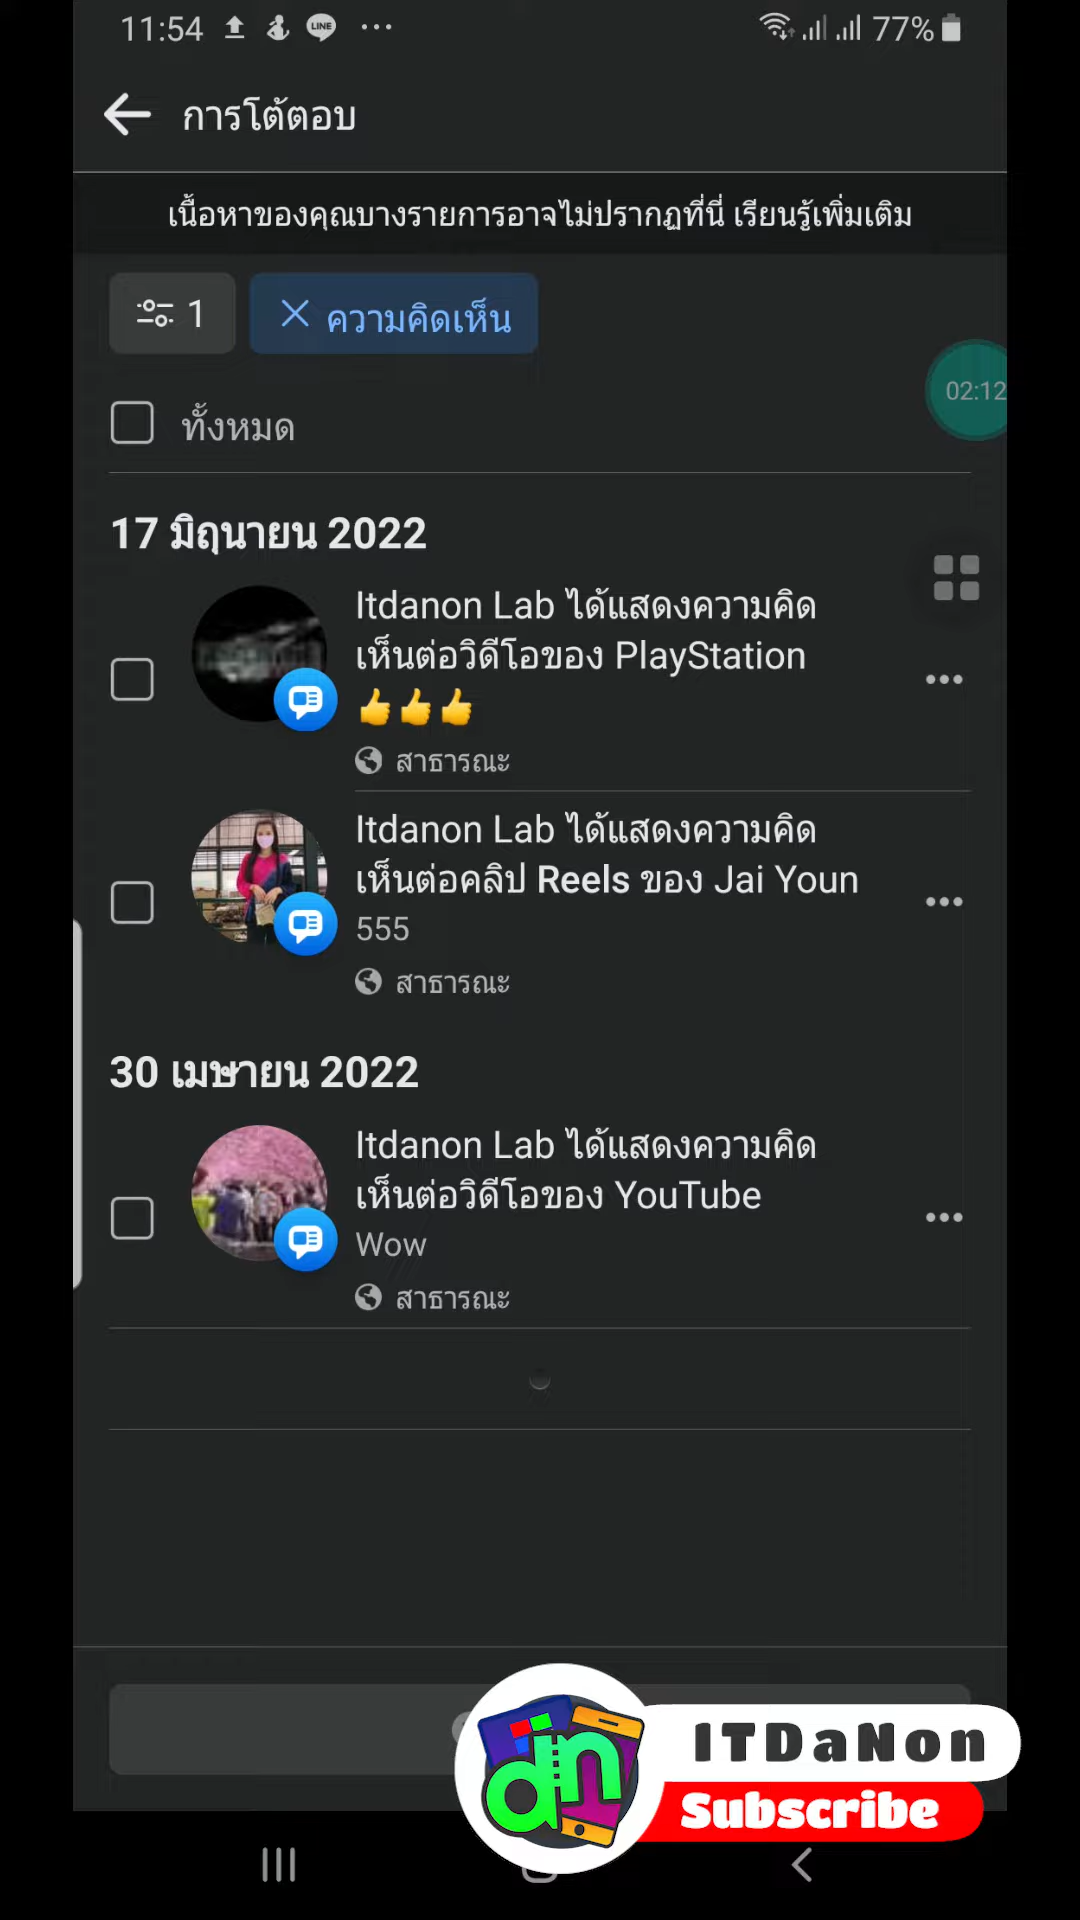 11:54 LINE 77%
การโต้ตอบ
เนื้อหาของคุณบางรายการอาจไม่ปรากฏที่นี่ เรียนรู้เพิ่มเติม
1 ความคิดเห็น
02:12
ทั้งหมด
17 มิถุนายน 2022
Itdanon Lab ได้แสดงความคิด
เห็นต่อวิดีโอของ PlayStation
👍👍👍
สาธารณะ
Itdanon Lab ได้แสดงความคิด
เห็นต่อคลิป Reels ของ Jai Youn
555
สาธารณะ
30 เมษายน 2022
Itdanon Lab ได้แสดงความคิด
เห็นต่อวิดีโอของ YouTube
Wow
สาธารณะ
dn
ITDaNon
Subscribe